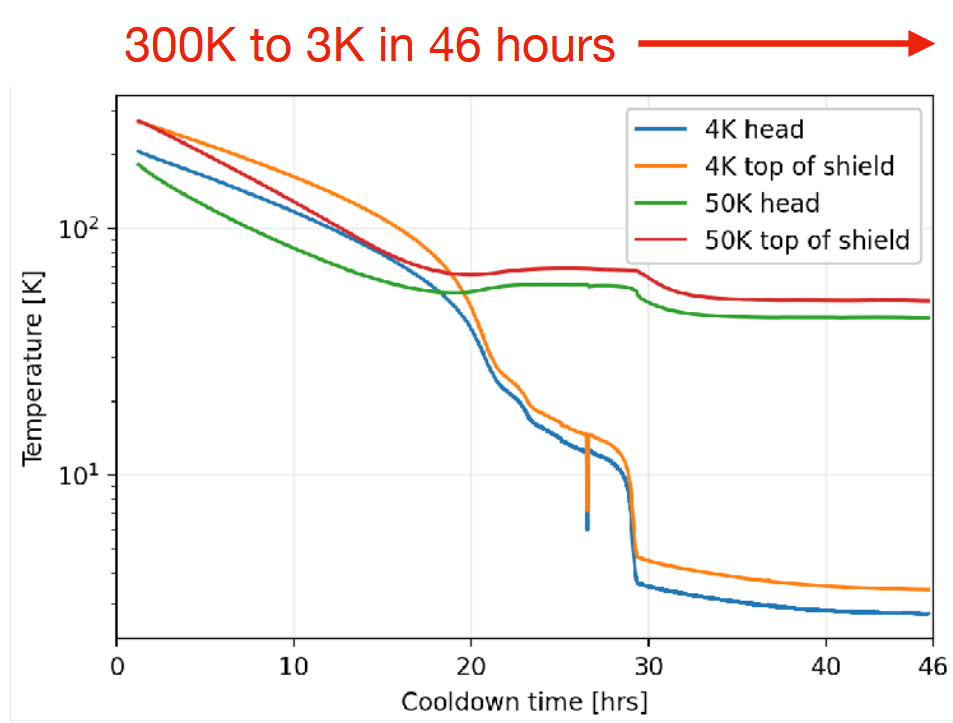 300K to 3K in 46 hours
4K head
4K top of shield
50K head
50K top of shield
Temperature [K]
10²
10¹
0 10 20 30 40 46
Cooldown time [hrs]